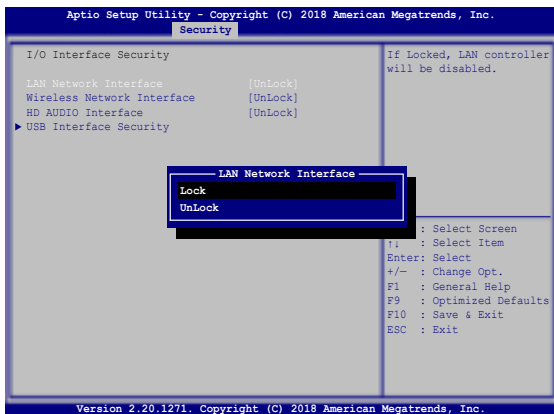 Aptio Setup Utility - Copyright (C) 2018 American Megatrends, Inc.
Security
I/O Interface Security
LAN Network Interface [UnLock]
Wireless Network Interface [UnLock]
HD AUDIO Interface [UnLock]
▶ USB Interface Security
If Locked, LAN controller
will be disabled.
LAN Network Interface
Lock
UnLock
: Select Screen
↑↓ : Select Item
Enter: Select
+/— : Change Opt.
F1 : General Help
F9 : Optimized Defaults
F10 : Save & Exit
ESC : Exit
Version 2.20.1271. Copyright (C) 2018 American Megatrends, Inc.